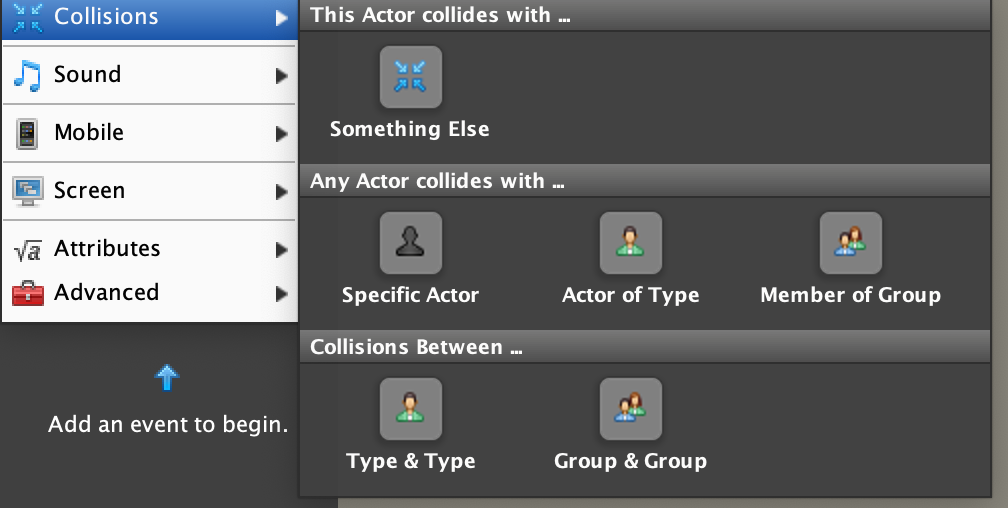 Collisions
Sound
Mobile
Screen
Attributes
Advanced
Add an event to begin.
This Actor collides with ...
Something Else
Any Actor collides with ...
Specific Actor
Actor of Type
Member of Group
Collisions Between ...
Type & Type
Group & Group